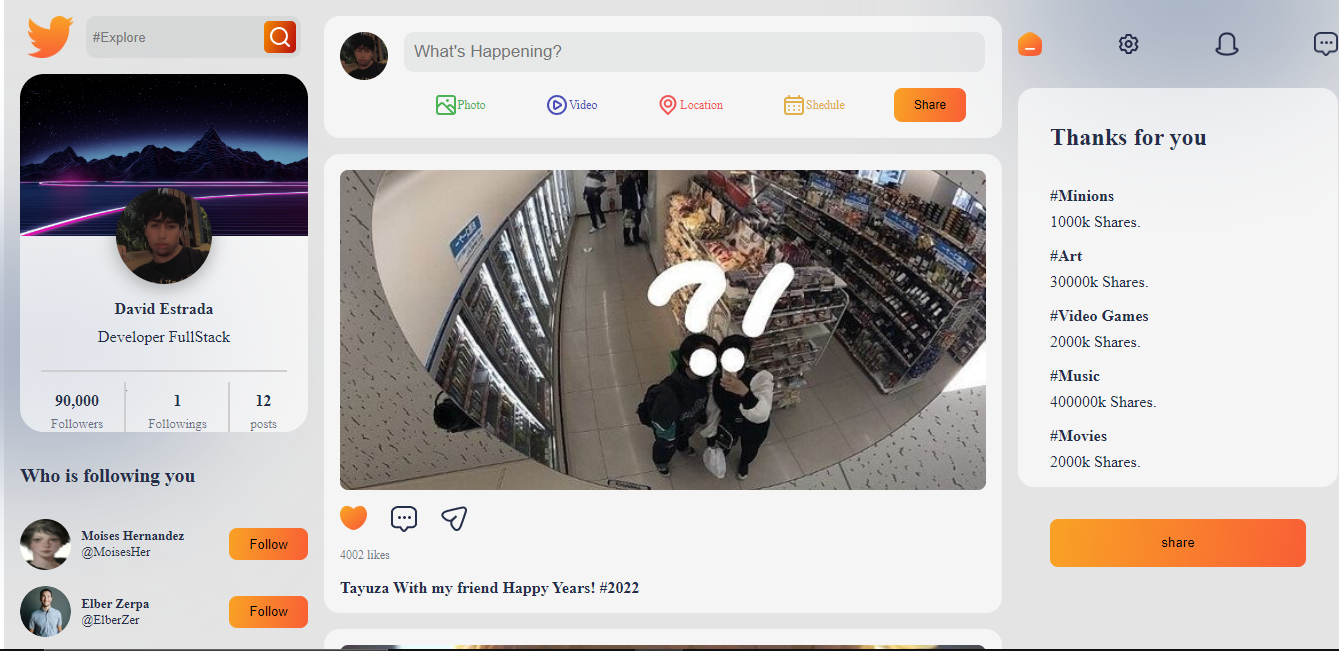 #Explore
David Estrada
Developer FullStack
90,000
Followers
1
Followings
12
posts
Who is following you
Moises Hernandez
@MoisesHer
Follow
Elber Zerpa
@ElberZer
Follow
What's Happening?
Photo
Video
Location
Shedule
Share
?!
4002 likes
Tayuza With my friend Happy Years! #2022
Thanks for you
#Minions
1000k Shares.
#Art
30000k Shares.
#Video Games
2000k Shares.
#Music
400000k Shares.
#Movies
2000k Shares.
share